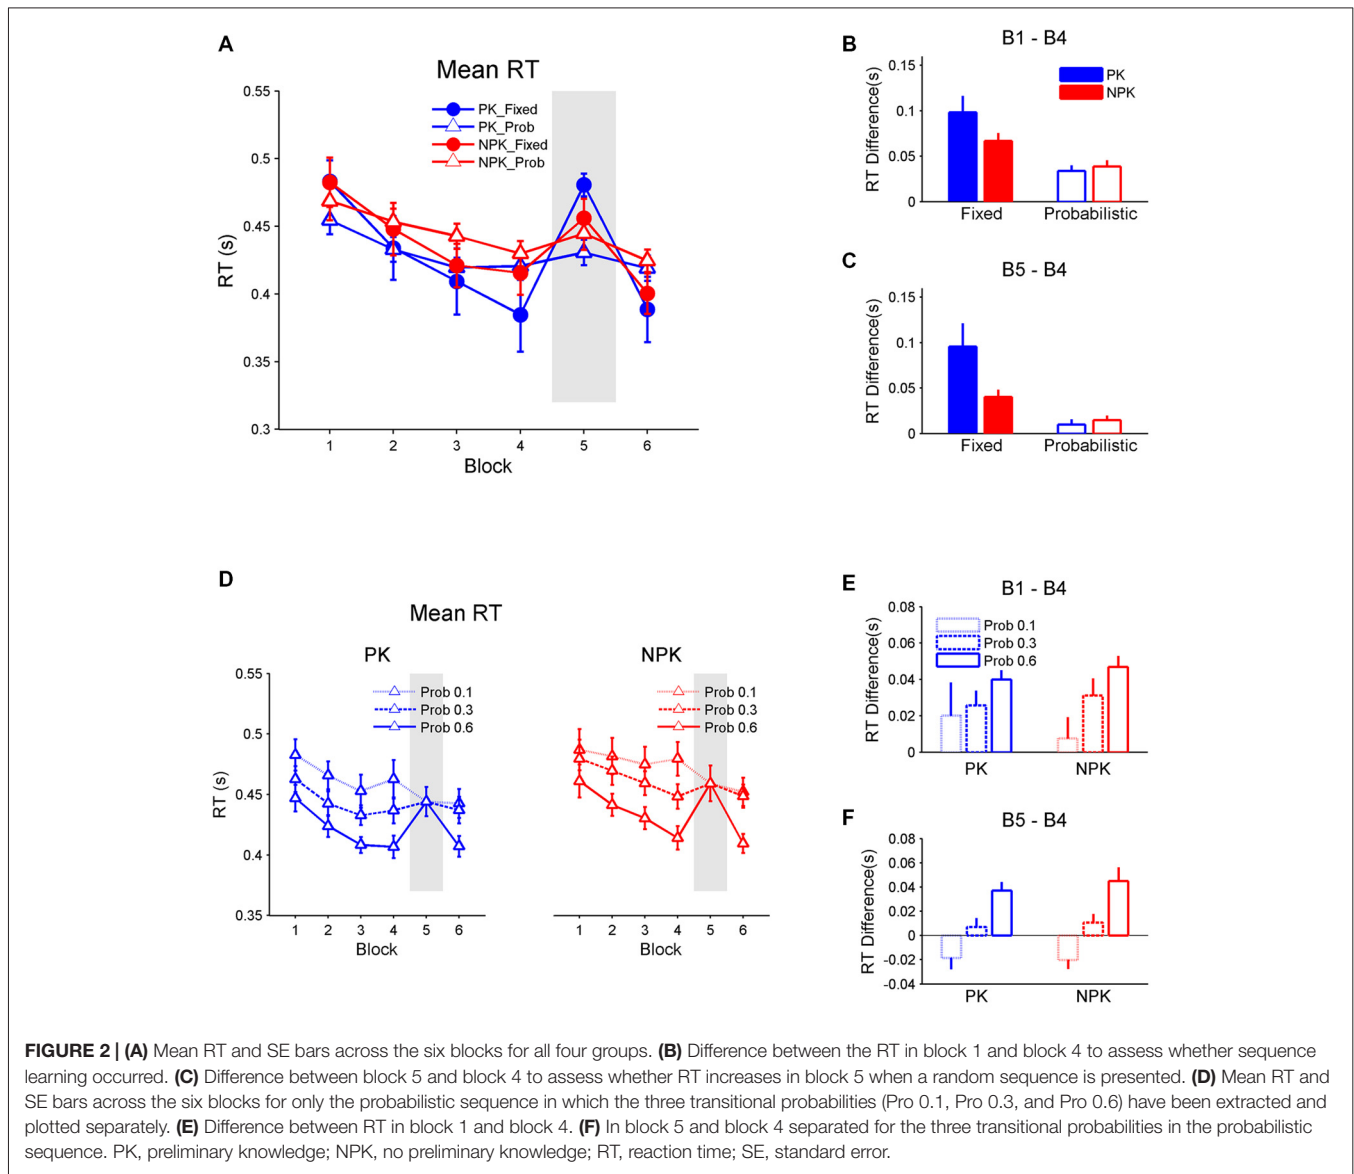 A
Mean RT
0.55
0.5
0.45
0.4
0.35
0.3
RT (s)
PK_Fixed
PK_Prob
NPK_Fixed
NPK_Prob
1 2 3 4 5 6
Block
B
B1 - B4
0.15
0.1
0.05
0
RT Difference(s)
PK
NPK
Fixed Probabilistic
C
B5 - B4
0.15
0.1
0.05
0
RT Difference(s)
Fixed Probabilistic
D
Mean RT
PK
0.55
0.5
0.45
0.4
0.35
RT (s)
Prob 0.1
Prob 0.3
Prob 0.6
1 2 3 4 5 6
Block
NPK
Prob 0.1
Prob 0.3
Prob 0.6
1 2 3 4 5 6
Block
E
B1 - B4
0.08
0.06
0.04
0.02
0
RT Difference(s)
Prob 0.1
Prob 0.3
Prob 0.6
PK NPK
F
B5 - B4
0.08
0.06
0.04
0.02
0
-0.02
-0.04
RT Difference(s)
PK NPK
FIGURE 2 | (A) Mean RT and SE bars across the six blocks for all four groups. (B) Difference between the RT in block 1 and block 4 to assess whether sequence
learning occurred. (C) Difference between block 5 and block 4 to assess whether RT increases in block 5 when a random sequence is presented. (D) Mean RT and
SE bars across the six blocks for only the probabilistic sequence in which the three transitional probabilities (Pro 0.1, Pro 0.3, and Pro 0.6) have been extracted and
plotted separately. (E) Difference between RT in block 1 and block 4. (F) In block 5 and block 4 separated for the three transitional probabilities in the probabilistic
sequence. PK, preliminary knowledge; NPK, no preliminary knowledge; RT, reaction time; SE, standard error.